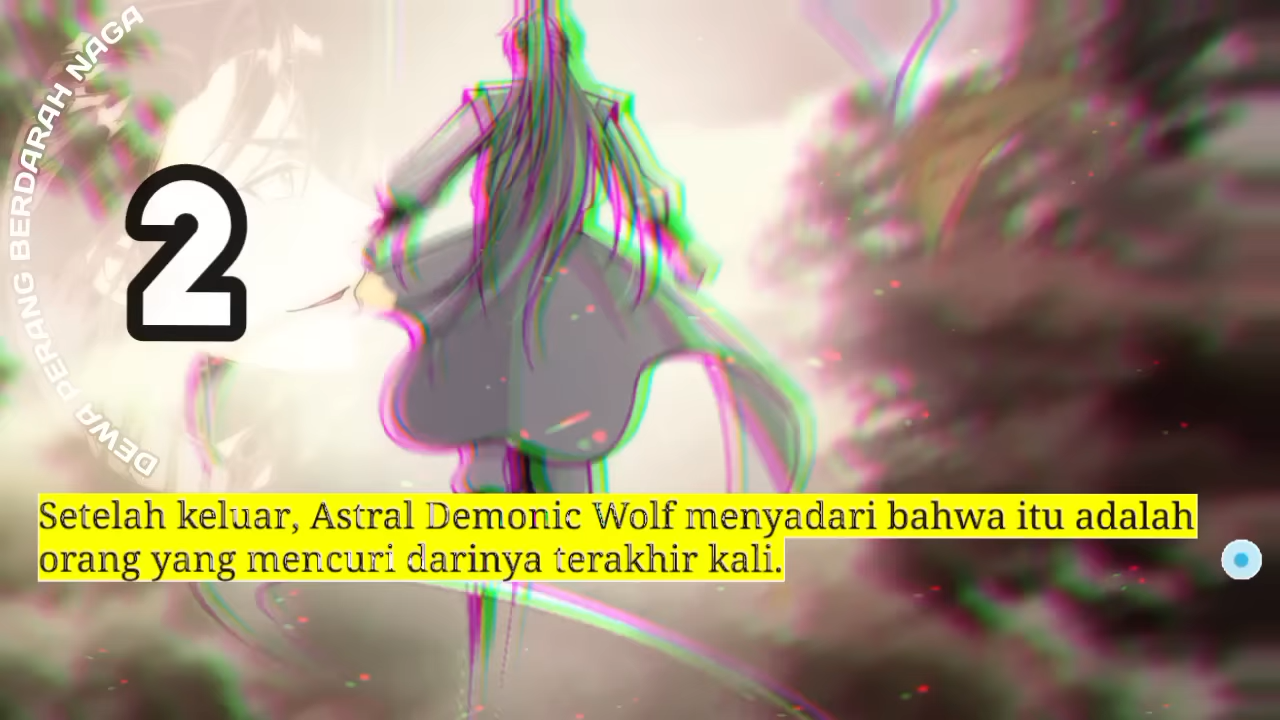 DEWA PERANG BERDARAH NAGA
2
Setelah keluar, Astral Demonic Wolf menyadari bahwa itu adalah
orang yang mencuri darinya terakhir kali.